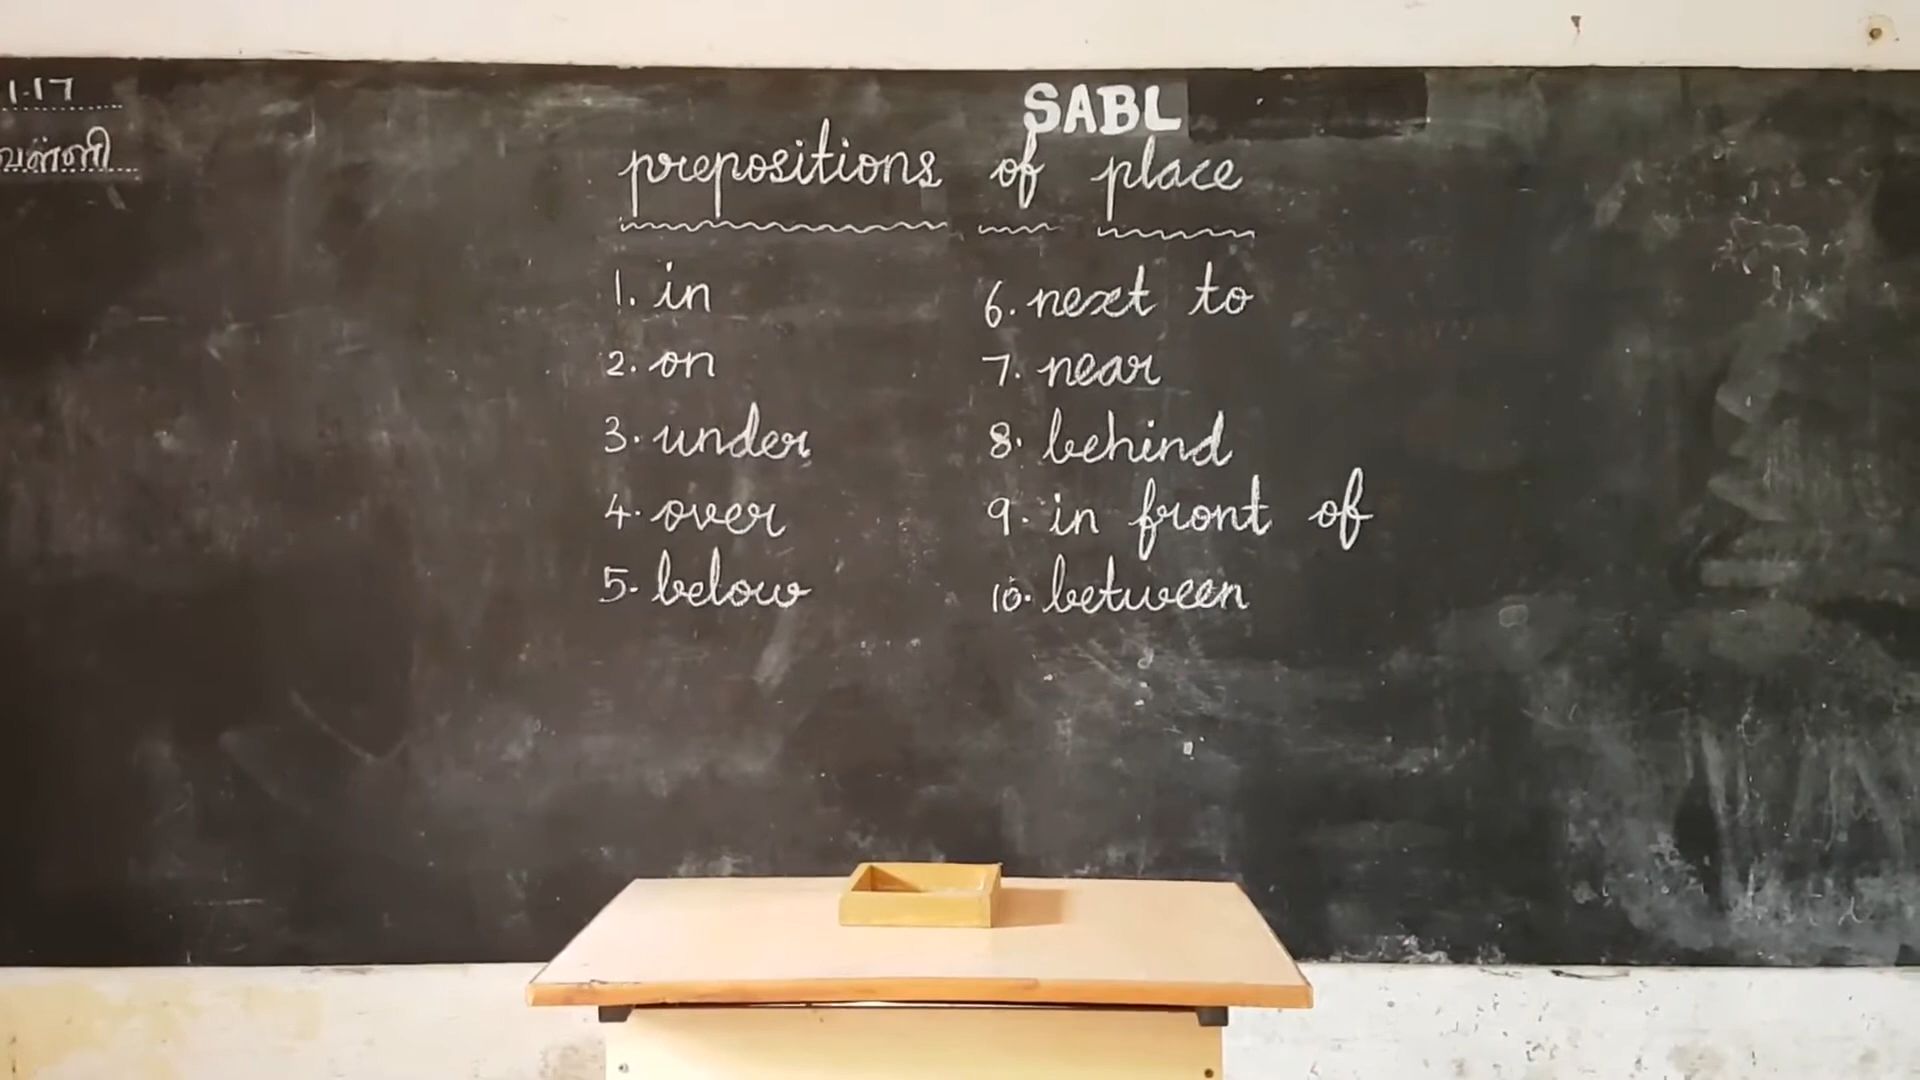 1.17
SABL
வள்ளி
prepositions of place
1. in
2. on
3. under
4. over
5. below
6. next to
7. near
8. behind
9. in front of
10. between